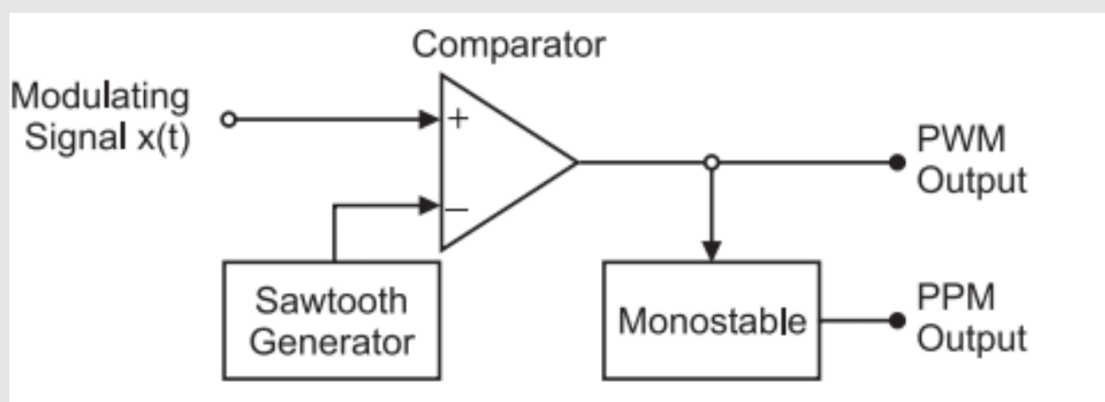 Comparator
Modulating
Signal x(t)
+
−
PWM
Output
Sawtooth
Generator
Monostable
PPM
Output